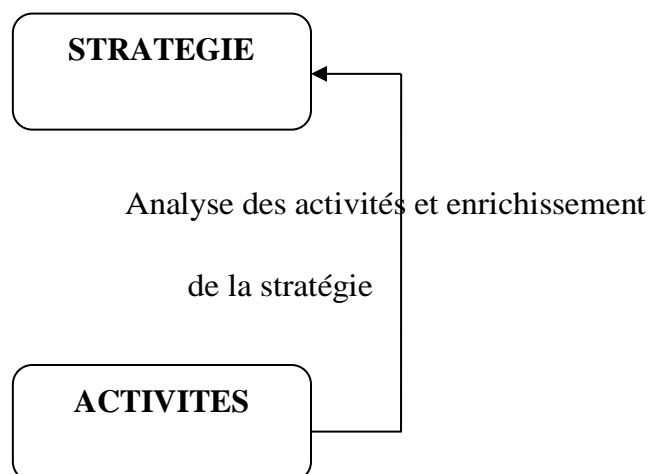 STRATEGIE
Analyse des activités et enrichissement
de la stratégie
ACTIVITES